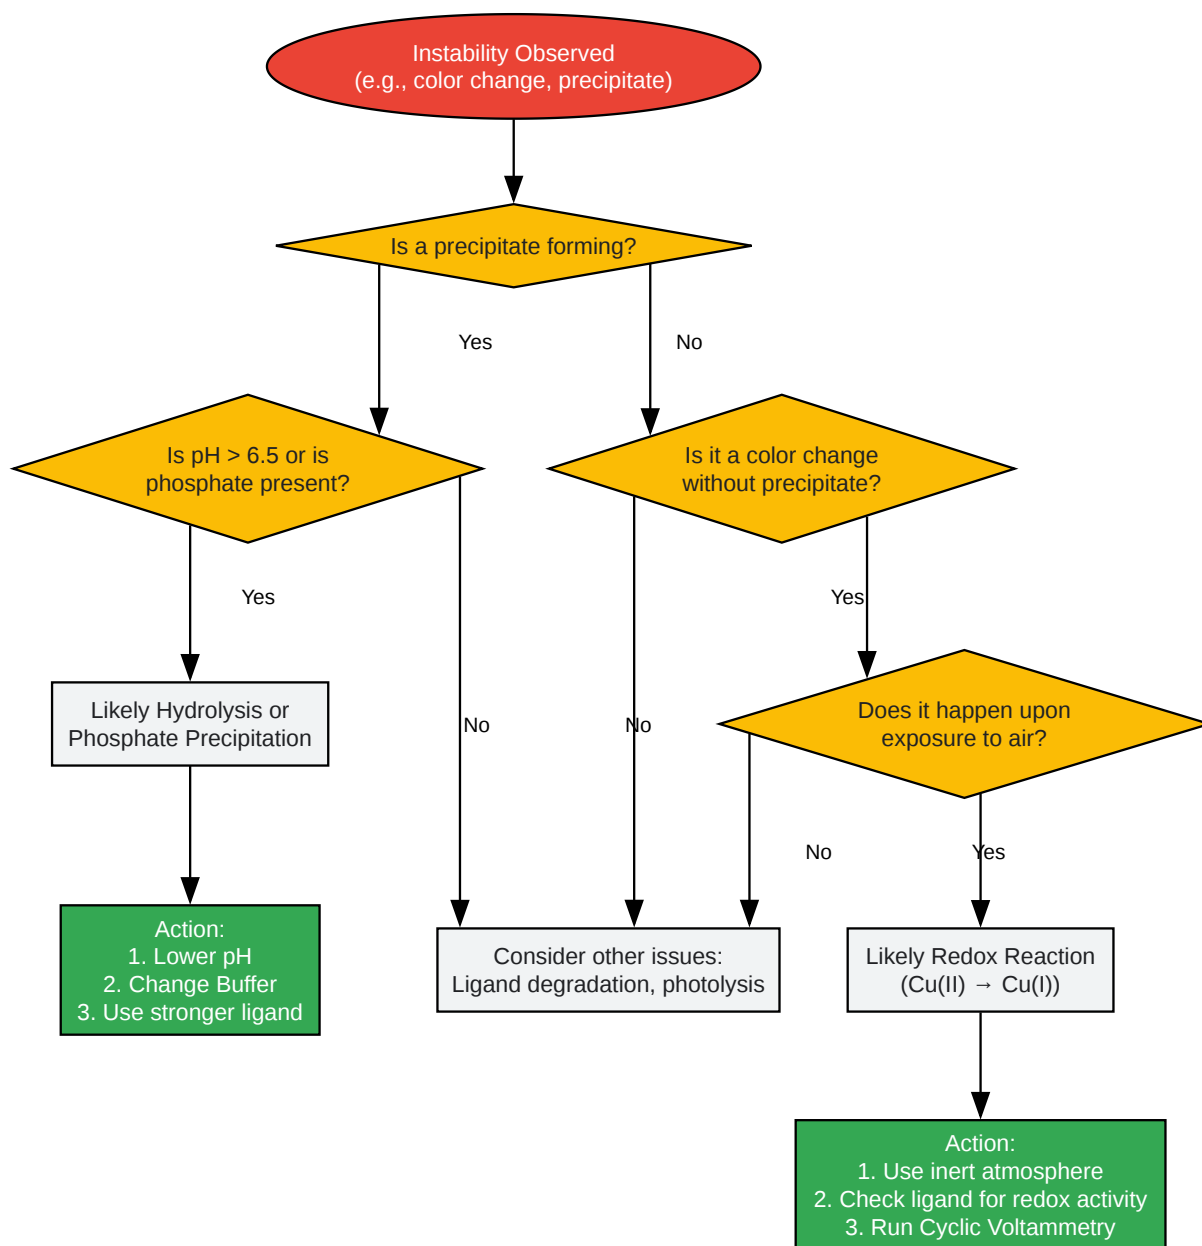 Instability Observed
(e.g., color change, precipitate)
Is a precipitate forming?
Yes
No
Is pH > 6.5 or is
phosphate present?
Is it a color change
without precipitate?
Yes
Yes
Likely Hydrolysis or
Phosphate Precipitation
No
No
Does it happen upon
exposure to air?
No
Yes
Action:
1. Lower pH
2. Change Buffer
3. Use stronger ligand
Consider other issues:
Ligand degradation, photolysis
Likely Redox Reaction
(Cu(II) → Cu(I))
Action:
1. Use inert atmosphere
2. Check ligand for redox activity
3. Run Cyclic Voltammetry